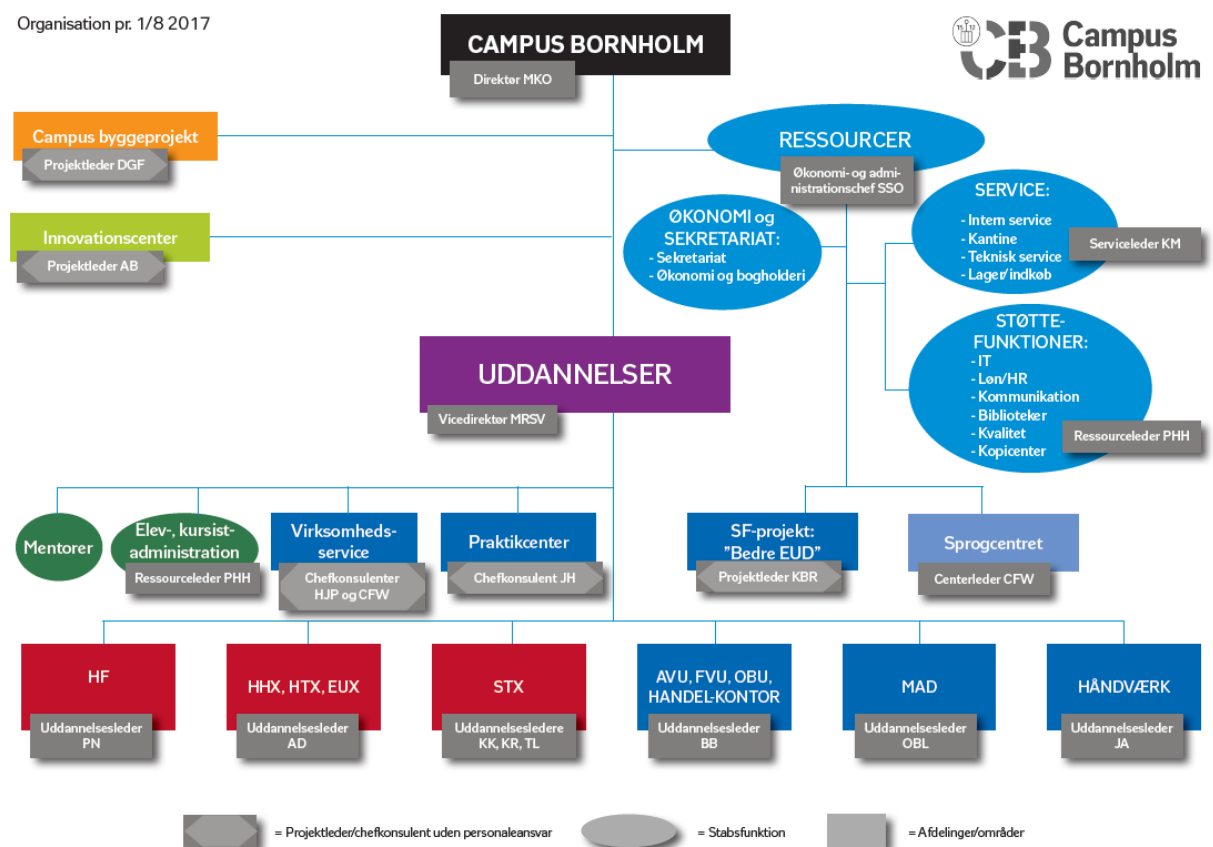 Organisation pr. 1/8 2017
CAMPUS BORNHOLM
Direktør MKO
15 12
CB Campus
Bornholm
Campus byggeprojekt
Projektleder DGF
RESSOURCER
Økonomi- og admi-
nistrationschef SSO
Innovationscenter
Projektleder AB
ØKONOMI og
SEKRETARIAT:
- Sekretariat
- Økonomi og bogholderi
SERVICE:
- Intern service
- Kantine
- Teknisk service
- Lager/indkøb
Serviceleder KM
STØTTE-
FUNKTIONER:
- IT
- Løn/HR
- Kommunikation
- Biblioteker
- Kvalitet
- Kopicenter
Ressourceleder PHH
UDDANNELSER
Vicedirektør MRSV
Mentorer
Elev-, kursist-
administration
Ressourceleder PHH
Virksomheds-
service
Chefkonsulenter
HJP og CFW
Praktikcenter
Chefkonsulent JH
SF-projekt:
"Bedre EUD"
Projektleder KBR
Sprogcentret
Centerleder CFW
HF
Uddannelsesleder
PN
HHX, HTX, EUX
Uddannelsesleder
AD
STX
Uddannelsesledere
KK, KR, TL
AVU, FVU, OBU,
HANDEL-KONTOR
Uddannelsesleder
BB
MAD
Uddannelsesleder
OBL
HÅNDVÆRK
Uddannelsesleder
JA
= Projektleder/chefkonsulent uden personaleansvar
= Stabsfunktion
= Afdelinger/områder